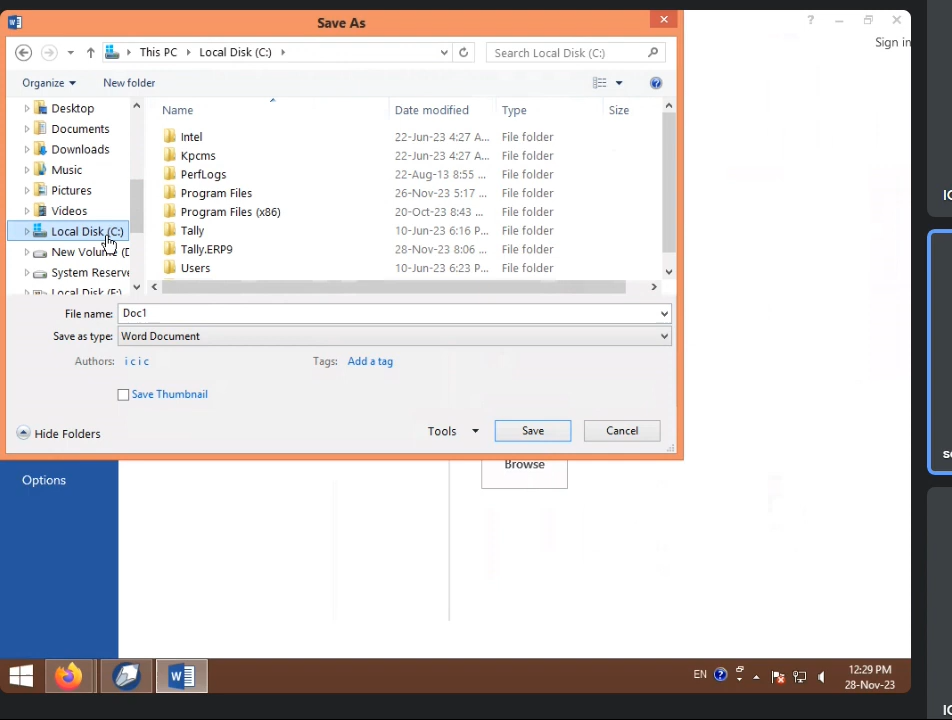 Save As
?
Sign in
This PC
Local Disk (C:)
Search Local Disk (C:)
Organize
New folder
?
Desktop
Documents
Downloads
Music
Pictures
Videos
Local Disk (C:)
New Volume (D
System Reserve
Local Disk (F:)
Name Date modified Type Size
Intel 22-Jun-23 4:27 A... File folder
Kpcms 22-Jun-23 4:27 A... File folder
PerfLogs 22-Aug-13 8:55 ... File folder
Program Files 26-Nov-23 5:17 ... File folder
Program Files (x86) 20-Oct-23 8:43 ... File folder
Tally 10-Jun-23 6:16 P... File folder
Tally.ERP9 28-Nov-23 8:06 ... File folder
Users 10-Jun-23 6:23 P... File folder
File name: Doc1
Save as type: Word Document
Authors: i c i c
Tags: Add a tag
Save Thumbnail
Hide Folders
Tools
Save
Cancel
Browse
Options
EN
?
12:29 PM
28-Nov-23